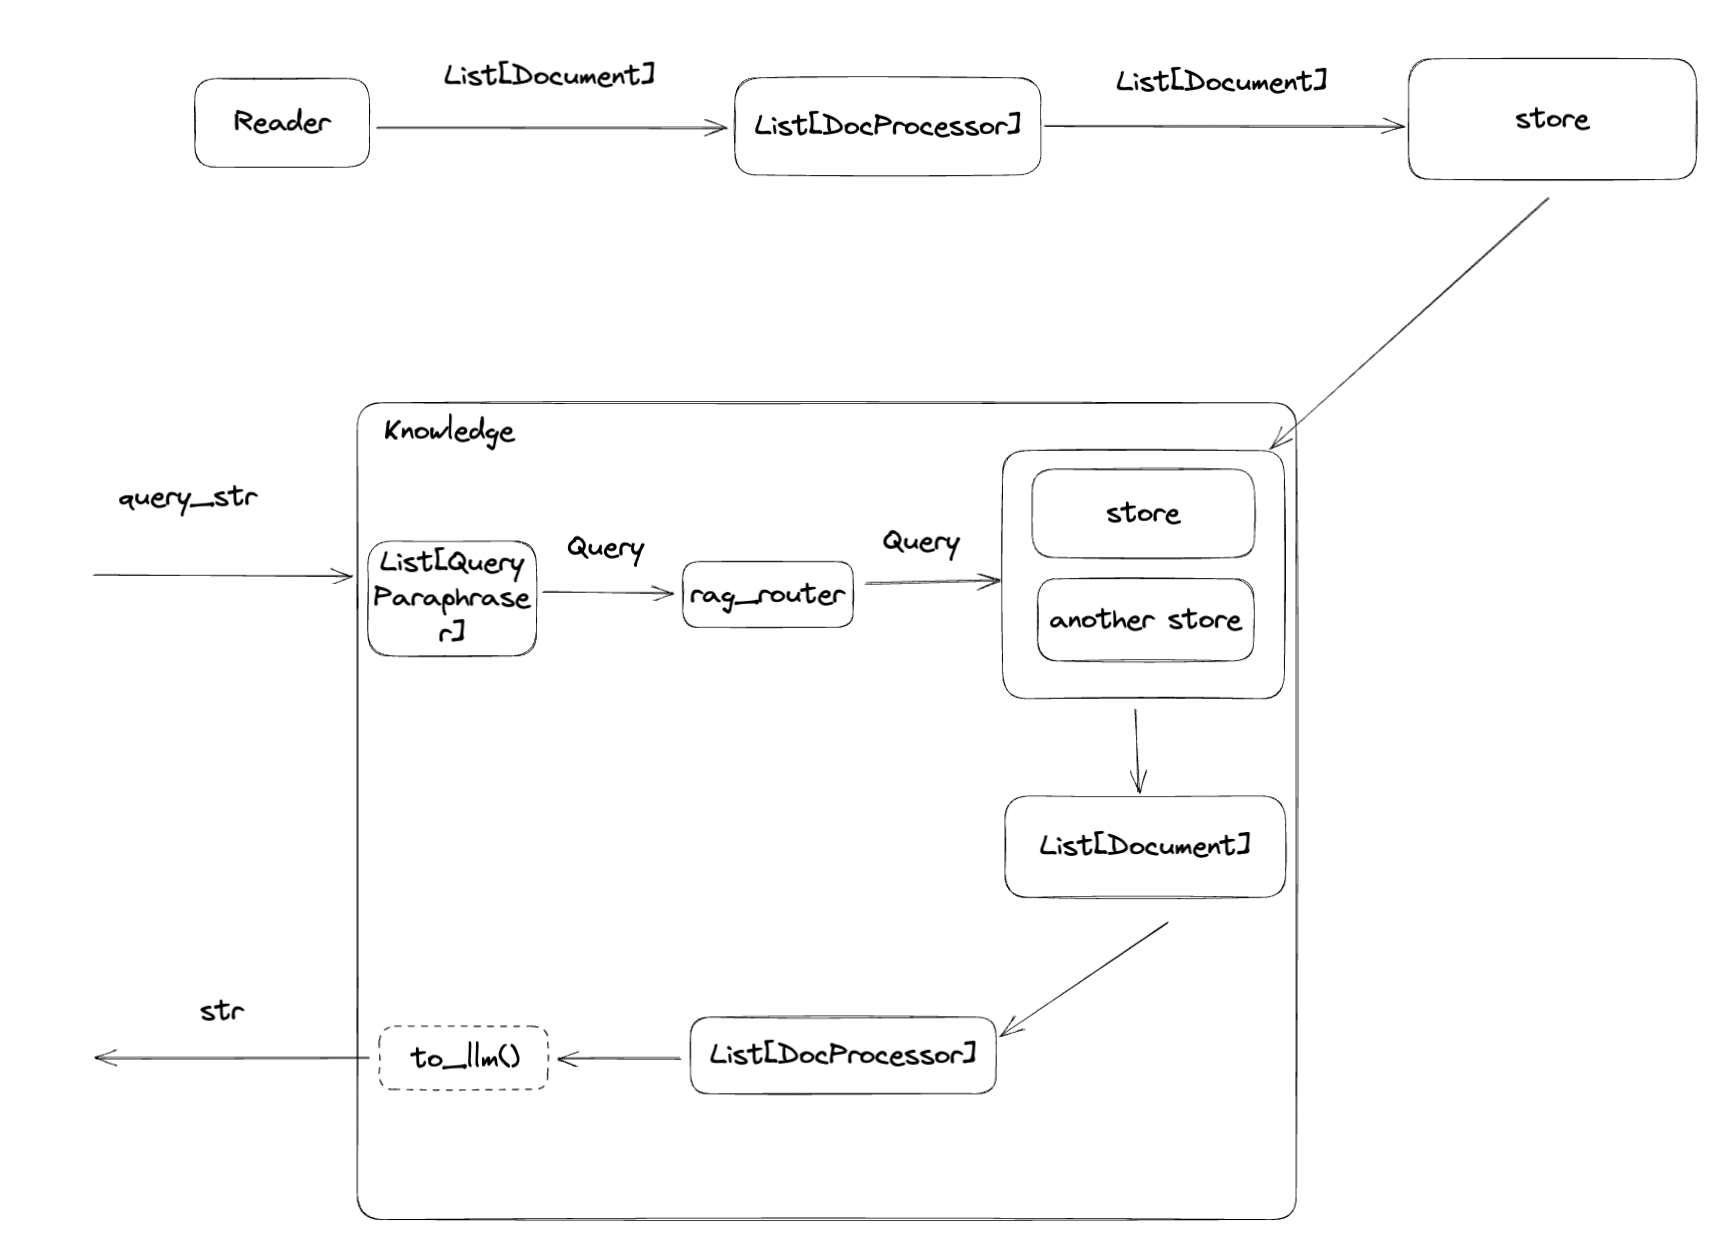 List[Document]
List[Document]
Reader
List[DocProcessor]
store
Knowledge
query_str
store
Query
Query
List[Query
Paraphrase
r]
rag_router
another store
List[Document]
str
to_llm()
List[DocProcessor]